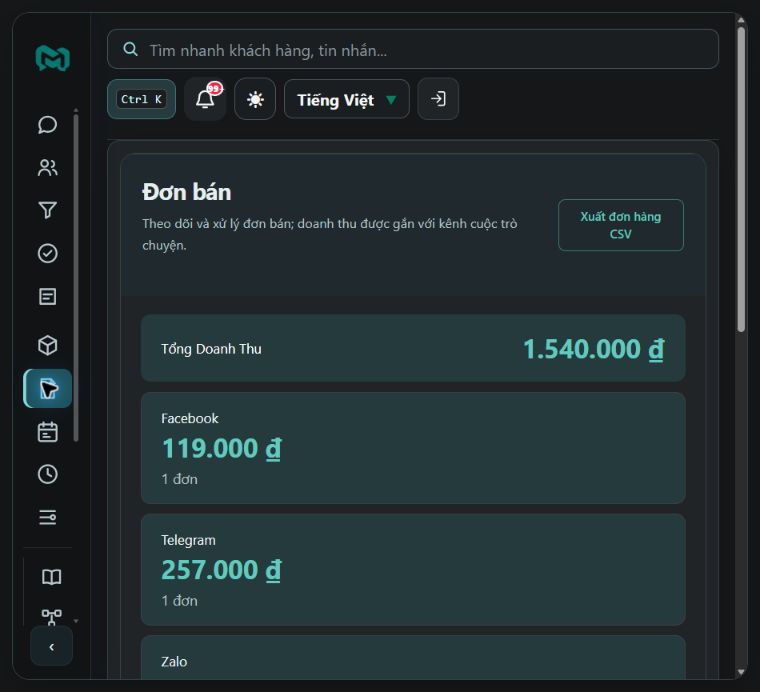 Tìm nhanh khách hàng, tin nhắn...
Ctrl K
99
Tiếng Việt
Đơn bán
Theo dõi và xử lý đơn bán; doanh thu được gắn với kênh cuộc trò
chuyện.
Xuất đơn hàng
CSV
Tổng Doanh Thu
1.540.000 ₫
Facebook
119.000 ₫
1 đơn
Telegram
257.000 ₫
1 đơn
Zalo